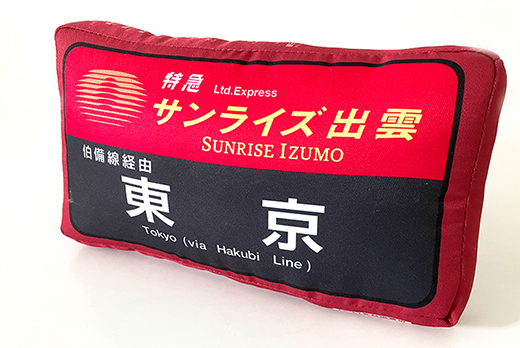 特急 Ltd.Express
サンライズ出雲
SUNRISE IZUMO
伯備線経由
東京
Tokyo (via Hakubi Line)